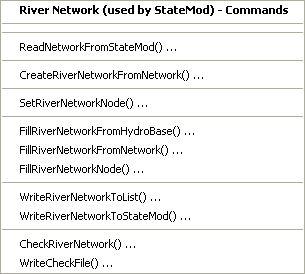 River Network (used by StateMod) - Commands
ReadNetworkFromStateMod() ...
CreateRiverNetworkFromNetwork() ...
SetRiverNetworkNode() ...
FillRiverNetworkFromHydroBase() ...
FillRiverNetworkFromNetwork() ...
FillRiverNetworkNode() ...
WriteRiverNetworkToList() ...
WriteRiverNetworkToStateMod() ...
CheckRiverNetwork() ...
WriteCheckFile() ...